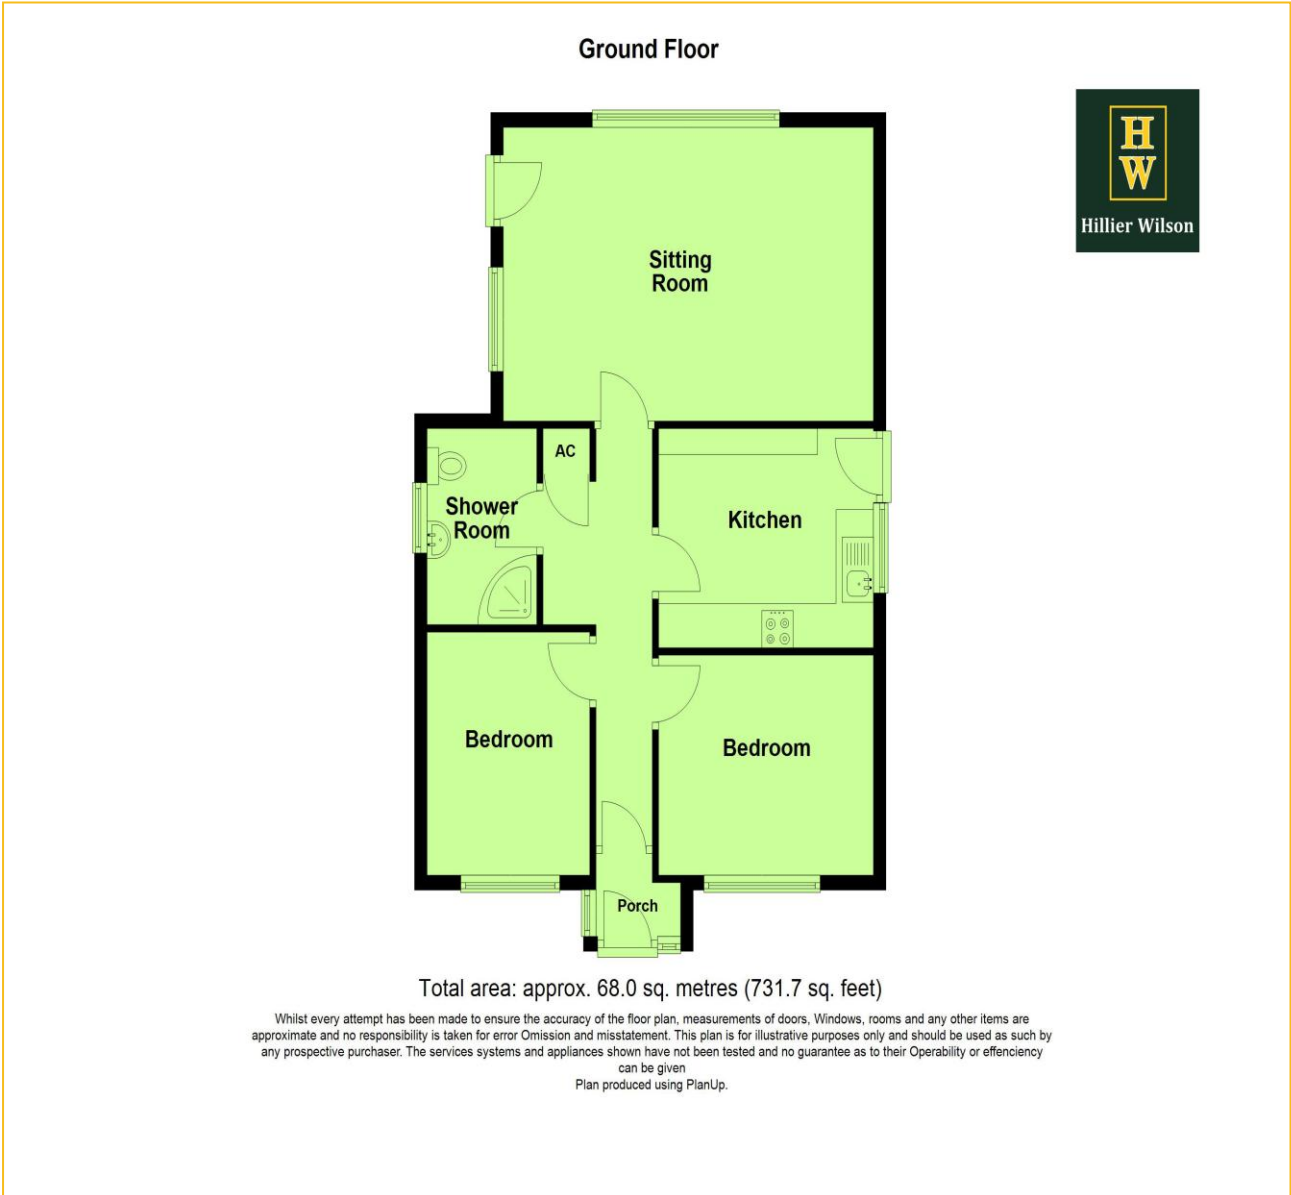 Ground Floor
H
W
Hillier Wilson
Sitting
Room
AC
Shower
Room
Kitchen
Bedroom
Bedroom
Porch
Total area: approx. 68.0 sq. metres (731.7 sq. feet)
Whilst every attempt has been made to ensure the accuracy of the floor plan, measurements of doors, Windows, rooms and any other items are
approximate and no responsibility is taken for error Omission and misstatement. This plan is for illustrative purposes only and should be used as such by
any prospective purchaser. The services systems and appliances shown have not been tested and no guarantee as to their Operability or effenciency
can be given
Plan produced using PlanUp.